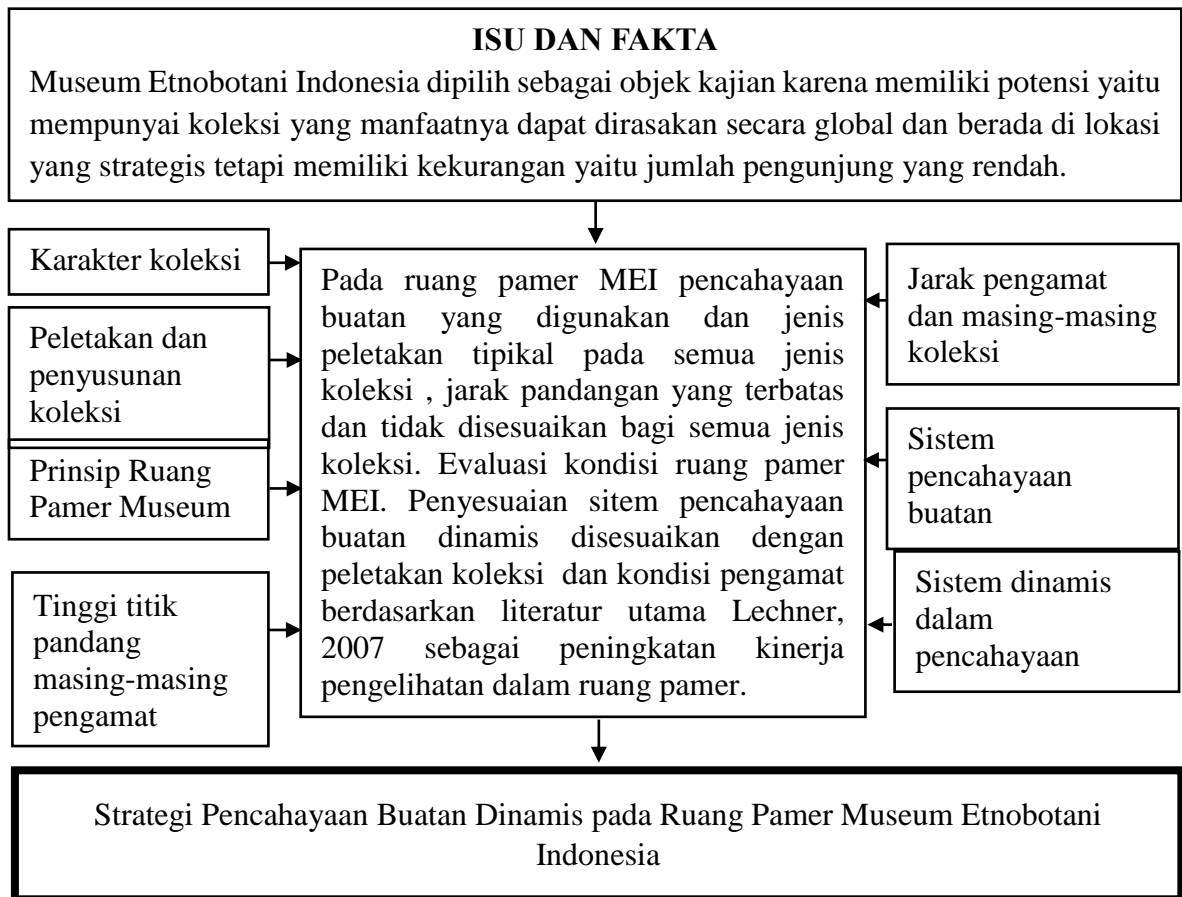 ISU DAN FAKTA
Museum Etnobotani Indonesia dipilih sebagai objek kajian karena memiliki potensi yaitu
mempunyai koleksi yang manfaatnya dapat dirasakan secara global dan berada di lokasi
yang strategis tetapi memiliki kekurangan yaitu jumlah pengunjung yang rendah.
Karakter koleksi
Peletakan dan
penyusunan
koleksi
Prinsip Ruang
Pamer Museum
Tinggi titik
pandang
masing-masing
pengamat
Pada ruang pamer MEI pencahayaan
buatan yang digunakan dan jenis
peletakan tipikal pada semua jenis
koleksi , jarak pandangan yang terbatas
dan tidak disesuaikan bagi semua jenis
koleksi. Evaluasi kondisi ruang pamer
MEI. Penyesuaian sitem pencahayaan
buatan dinamis disesuaikan dengan
peletakan koleksi dan kondisi pengamat
berdasarkan literatur utama Lechner,
2007 sebagai peningkatan kinerja
pengelihatan dalam ruang pamer.
Jarak pengamat
dan masing-masing
koleksi
Sistem
pencahayaan
buatan
Sistem dinamis
dalam
pencahayaan
Strategi Pencahayaan Buatan Dinamis pada Ruang Pamer Museum Etnobotani
Indonesia